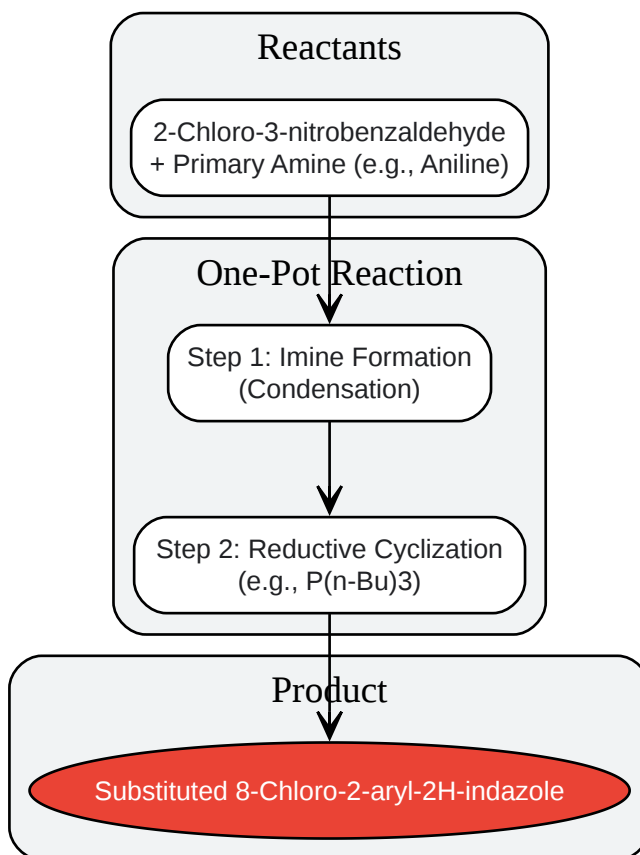 Reactants
2-Chloro-3-nitrobenzaldehyde
+ Primary Amine (e.g., Aniline)
One-Pot Reaction
Step 1: Imine Formation
(Condensation)
Step 2: Reductive Cyclization
(e.g., P(n-Bu)3)
Product
Substituted 8-Chloro-2-aryl-2H-indazole